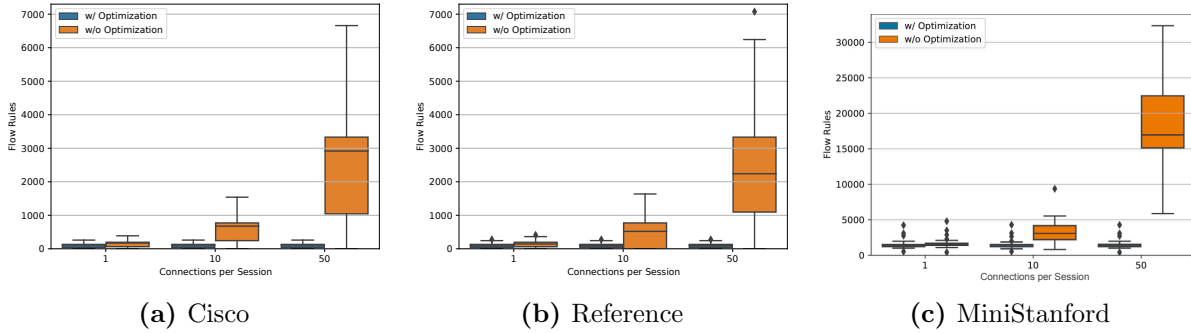 w/ Optimization
w/o Optimization
7000
6000
5000
4000
3000
2000
1000
0
Flow Rules
1
10
50
Connections per Session
(a) Cisco
w/ Optimization
w/o Optimization
7000
6000
5000
4000
3000
2000
1000
0
Flow Rules
1
10
50
Connections per Session
(b) Reference
w/ Optimization
w/o Optimization
30000
25000
20000
15000
10000
5000
0
Flow Rules
1
10
50
Connections per Session
(c) MiniStanford